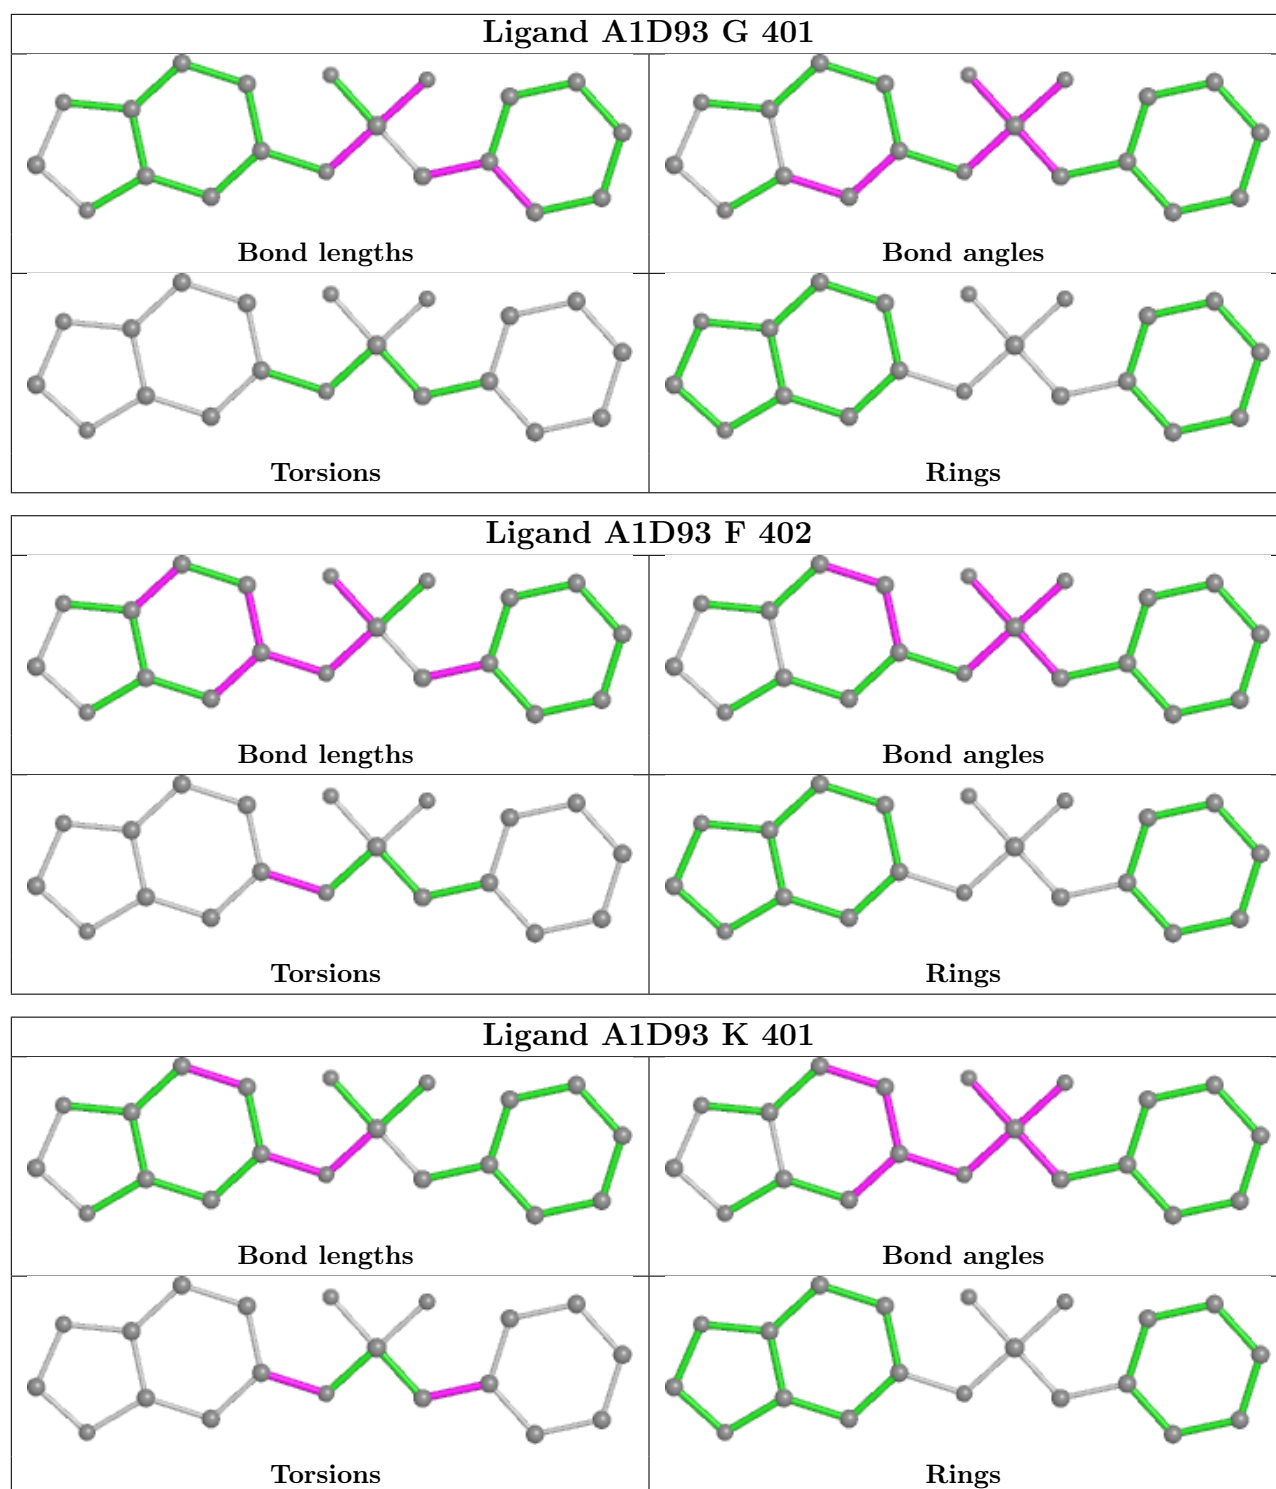 Ligand A1D93 G 401
Bond lengths
Bond angles
Torsions
Rings
Ligand A1D93 F 402
Bond lengths
Bond angles
Torsions
Rings
Ligand A1D93 K 401
Bond lengths
Bond angles
Torsions
Rings